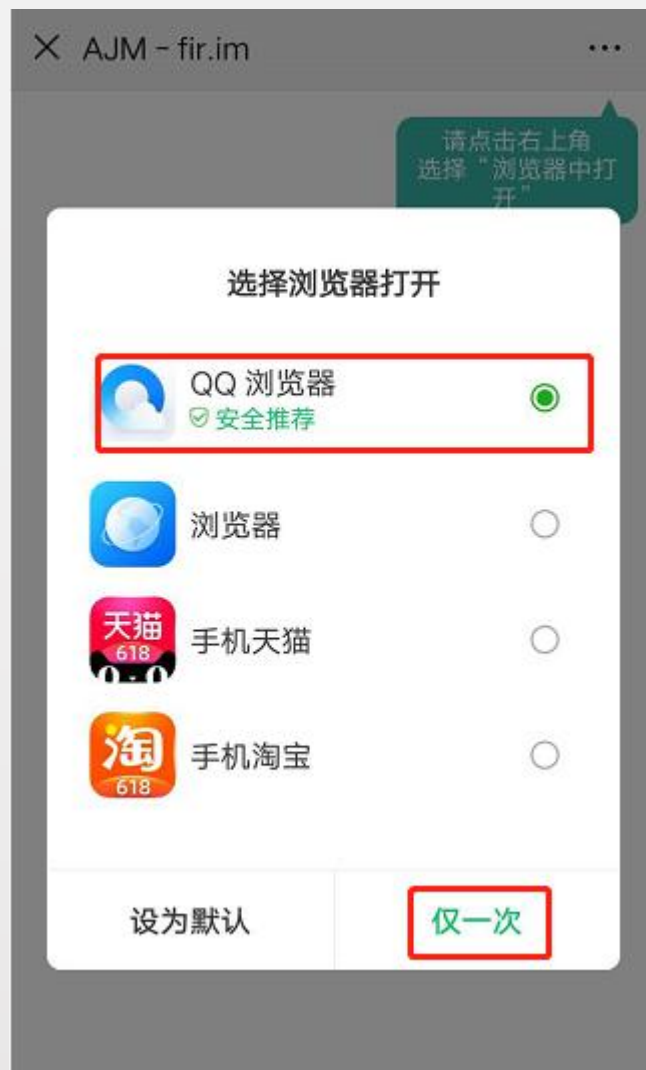 AJM - fir.im
请点击右上角
选择“浏览器中打
开”
选择浏览器打开
QQ 浏览器
安全推荐
浏览器
天猫
618
手机天猫
淘
618
手机淘宝
设为默认
仅一次